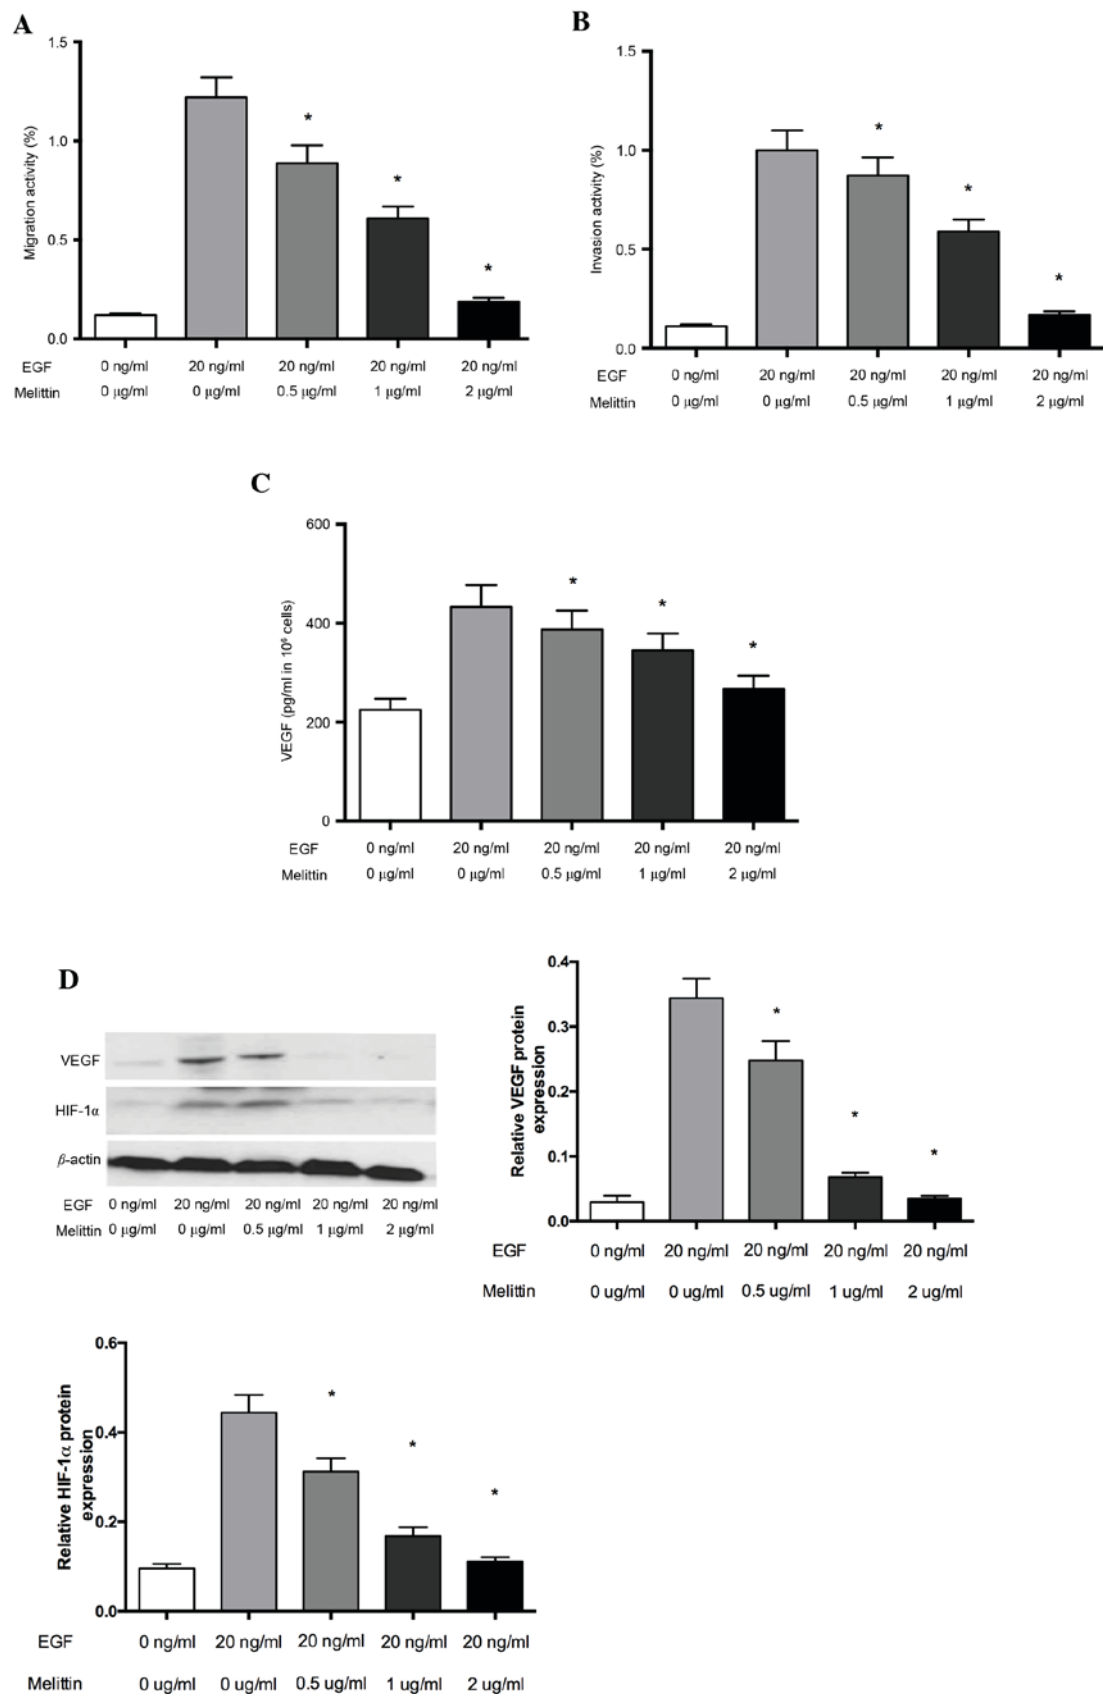 A
Migration activity (%)
1.5
1.0
0.5
0.0
*
*
*
EGF 0 ng/ml 20 ng/ml 20 ng/ml 20 ng/ml 20 ng/ml
Melittin 0 μg/ml 0 μg/ml 0.5 μg/ml 1 μg/ml 2 μg/ml
B
Invasion activity (%)
1.5
1.0
0.5
0.0
*
*
*
EGF 0 ng/ml 20 ng/ml 20 ng/ml 20 ng/ml 20 ng/ml
Melittin 0 μg/ml 0 μg/ml 0.5 μg/ml 1 μg/ml 2 μg/ml
C
VEGF (pg/ml in 10⁶ cells)
600
400
200
0
*
*
*
EGF 0 ng/ml 20 ng/ml 20 ng/ml 20 ng/ml 20 ng/ml
Melittin 0 μg/ml 0 μg/ml 0.5 μg/ml 1 μg/ml 2 μg/ml
D
VEGF
HIF-1α
β-actin
EGF 0 ng/ml 20 ng/ml 20 ng/ml 20 ng/ml 20 ng/ml
Melittin 0 μg/ml 0 μg/ml 0.5 μg/ml 1 μg/ml 2 μg/ml
Relative VEGF protein
expression
0.4
0.3
0.2
0.1
0.0
*
*
*
EGF 0 ng/ml 20 ng/ml 20 ng/ml 20 ng/ml 20 ng/ml
Melittin 0 ug/ml 0 ug/ml 0.5 ug/ml 1 ug/ml 2 ug/ml
Relative HIF-1α protein
expression
0.6
0.4
0.2
0.0
*
*
*
EGF 0 ng/ml 20 ng/ml 20 ng/ml 20 ng/ml 20 ng/ml
Melittin 0 ug/ml 0 ug/ml 0.5 ug/ml 1 ug/ml 2 ug/ml